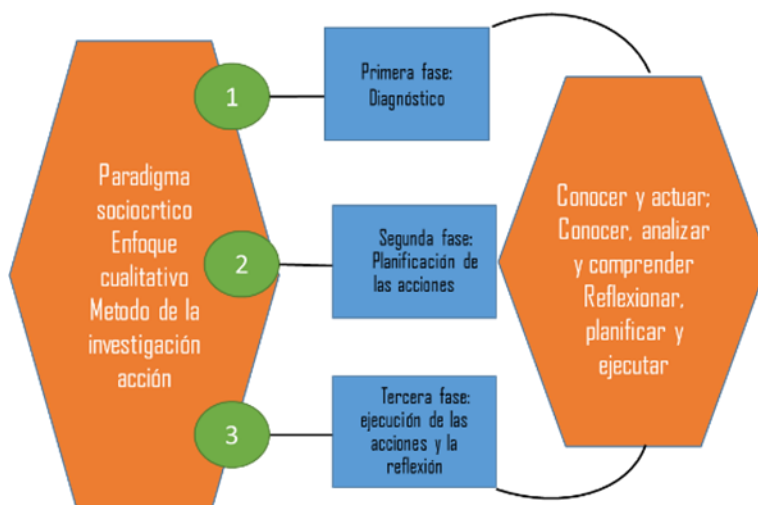 Paradigma
sociocrtico
Enfoque
cualitativo
Metodo de la
investigación
acción
1
Primera fase:
Diagnóstico
2
Segunda fase:
Planificación de
las acciones
3
Tercera fase:
ejecución de las
acciones y la
reflexión
Conocer y actuar;
Conocer, analizar
y comprender
Reflexionar,
planificar y
ejecutar